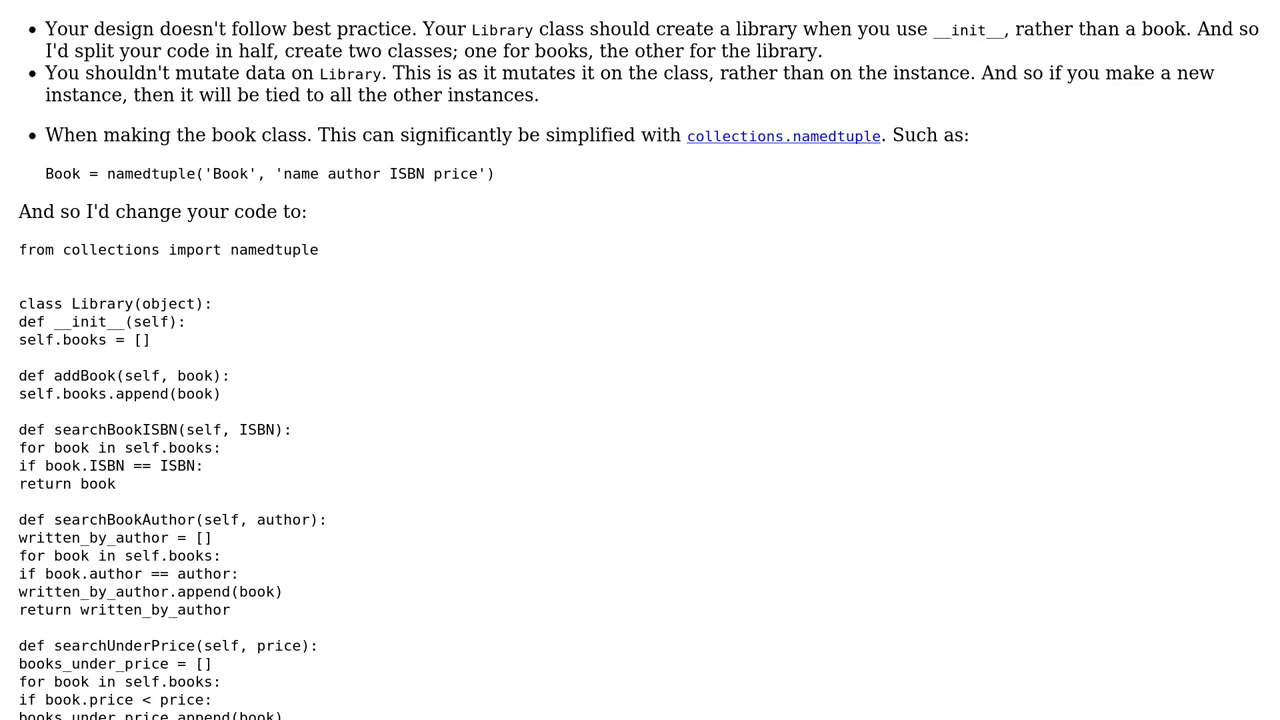 Your design doesn't follow best practice. Your Library class should create a library when you use __init__, rather than a book. And so
I'd split your code in half, create two classes; one for books, the other for the library.
You shouldn't mutate data on Library. This is as it mutates it on the class, rather than on the instance. And so if you make a new
instance, then it will be tied to all the other instances.
When making the book class. This can significantly be simplified with collections.namedtuple. Such as:
Book = namedtuple('Book', 'name author ISBN price')
And so I'd change your code to:
from collections import namedtuple
class Library(object):
def __init__(self):
self.books = []
def addBook(self, book):
self.books.append(book)
def searchBookISBN(self, ISBN):
for book in self.books:
if book.ISBN == ISBN:
return book
def searchBookAuthor(self, author):
written_by_author = []
for book in self.books:
if book.author == author:
written_by_author.append(book)
return written_by_author
def searchUnderPrice(self, price):
books_under_price = []
for book in self.books:
if book.price < price:
books_under_price.append(book)